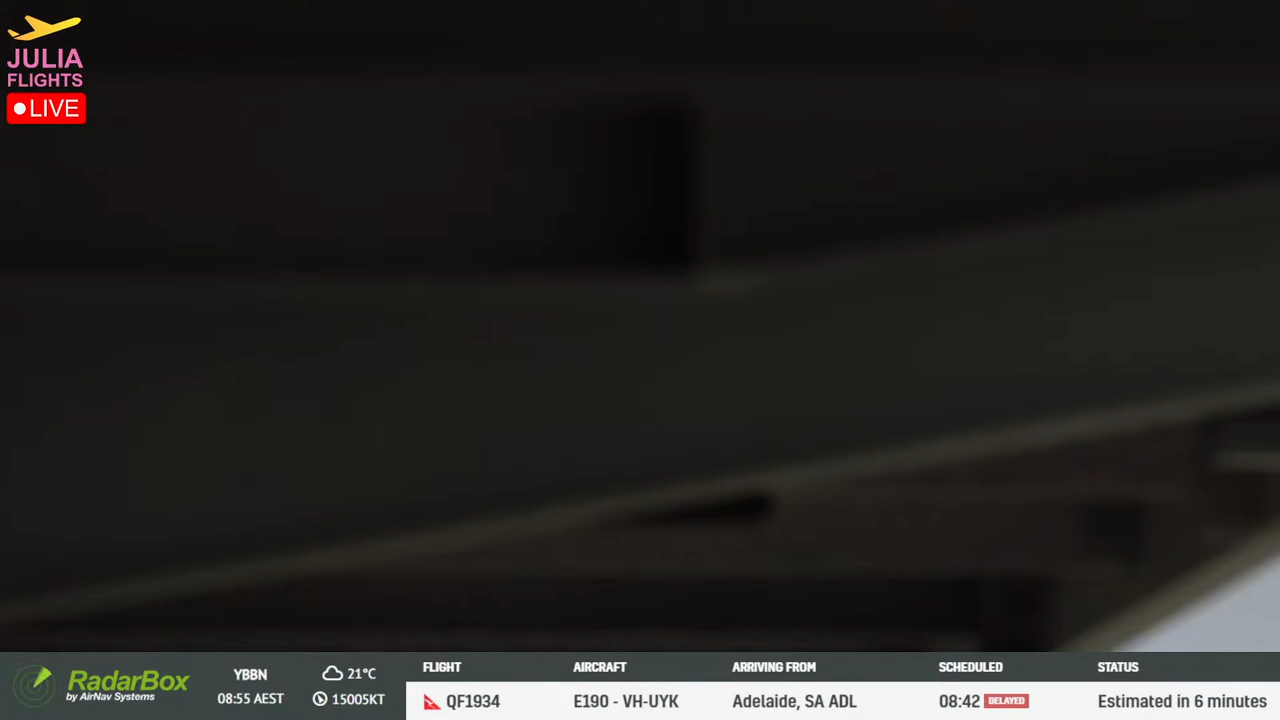 JULIA
FLIGHTS
LIVE
RadarBox
by AirNav Systems
YBBN
08:55 AEST
21°C
15005KT
FLIGHT AIRCRAFT ARRIVING FROM SCHEDULED STATUS
QF1934 E190 - VH-UYK Adelaide, SA ADL 08:42 DELAYED Estimated in 6 minutes